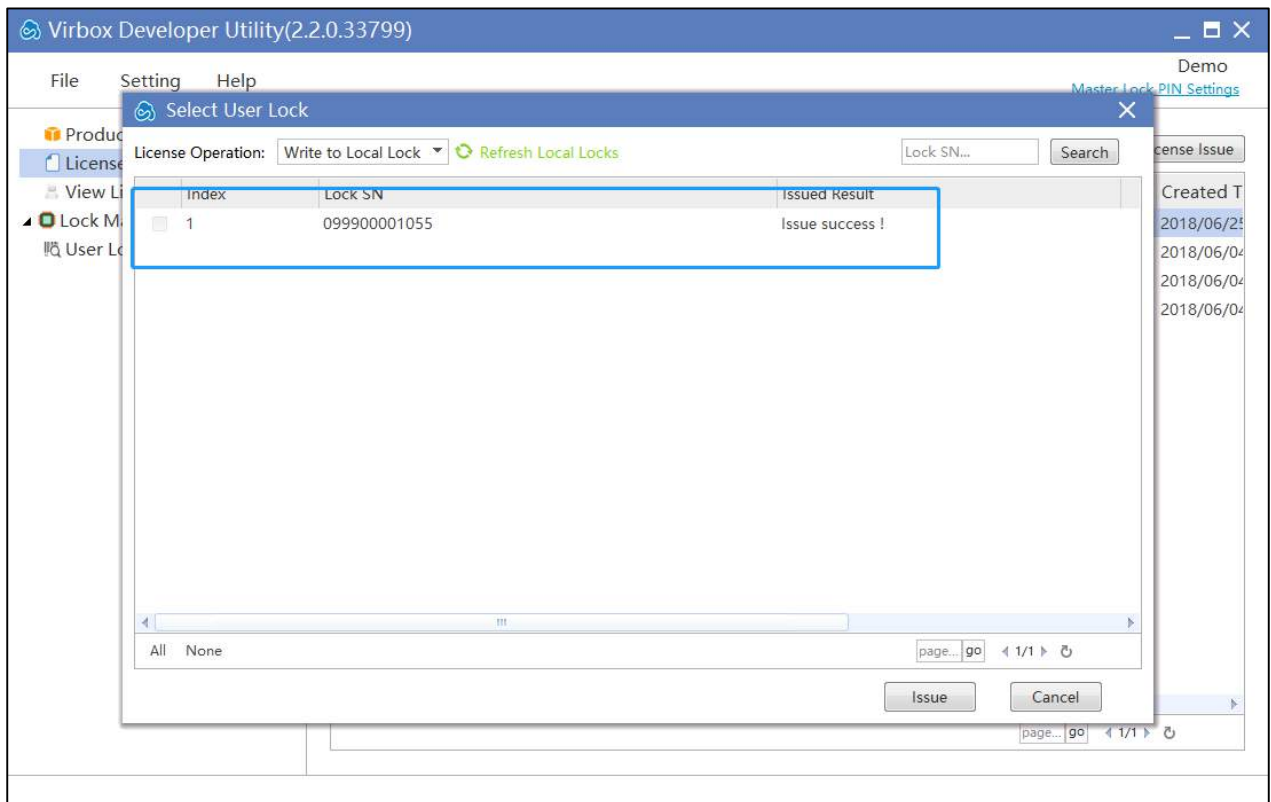 Virbox Developer Utility(2.2.0.33799)
Demo
File Setting Help
Master Lock PIN Settings
Select User Lock
License Operation: Write to Local Lock Refresh Local Locks Lock SN... Search
Index Lock SN Issued Result
1 099900001055 Issue success !
All None page... go 1/1
Issue Cancel
Produc
License
View Li
Lock Ma
User Lo
cense Issue
Created T
2018/06/25
2018/06/04
2018/06/04
2018/06/04
page... go 1/1